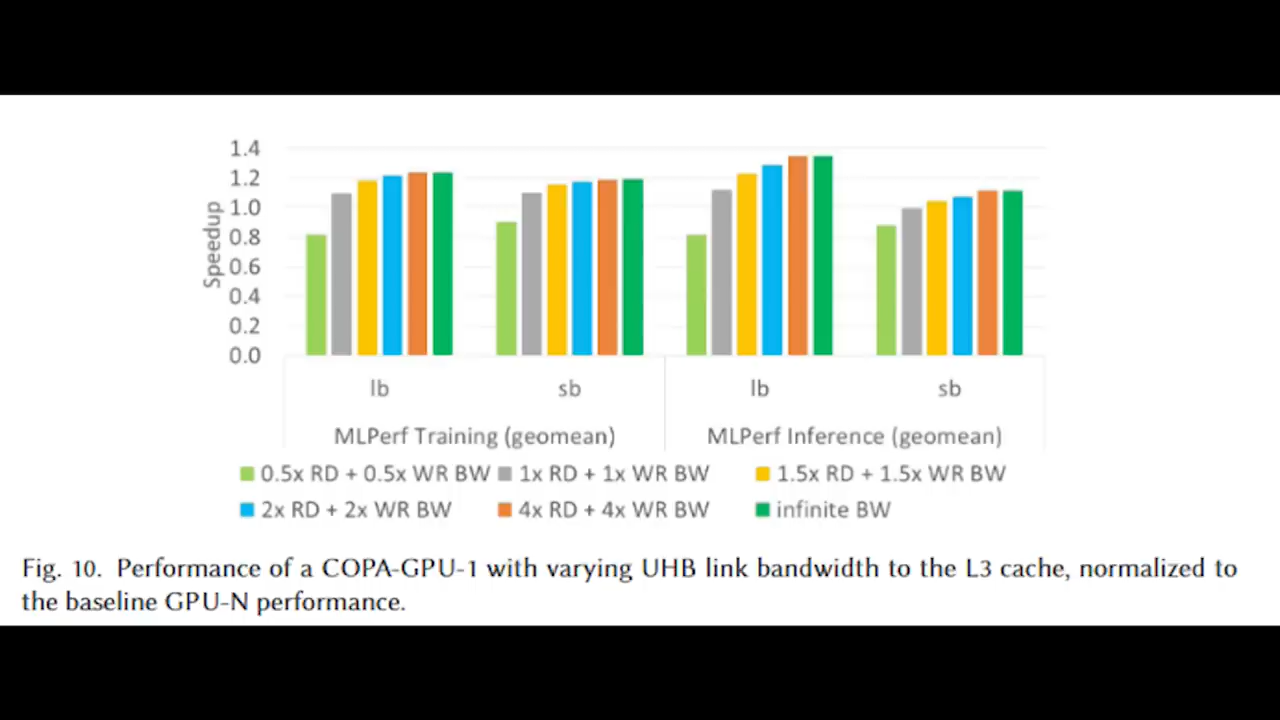 1.4
1.2
1.0
0.8
0.6
0.4
0.2
0.0
Speedup
lb
sb
lb
sb
MLPerf Training (geomean)
MLPerf Inference (geomean)
0.5x RD + 0.5x WR BW
1x RD + 1x WR BW
1.5x RD + 1.5x WR BW
2x RD + 2x WR BW
4x RD + 4x WR BW
infinite BW
Fig. 10. Performance of a COPA-GPU-1 with varying UHB link bandwidth to the L3 cache, normalized to
the baseline GPU-N performance.